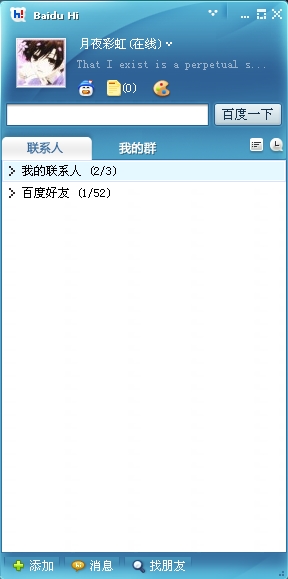 Baidu Hi
月夜彩虹(在线)
That I exist is a perpetual s...
(0)
百度一下
联系人 我的群
我的联系人 (2/3)
百度好友 (1/52)
添加 消息 找朋友